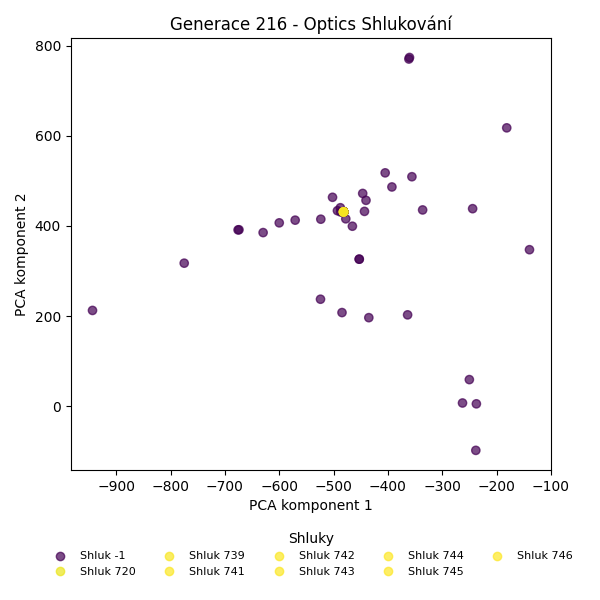 Generace 216 - Optics Shlukování
PCA komponent 2
800
600
400
200
0
−900 −800 −700 −600 −500 −400 −300 −200 −100
PCA komponent 1
Shluky
Shluk -1 Shluk 739 Shluk 742 Shluk 744 Shluk 746
Shluk 720 Shluk 741 Shluk 743 Shluk 745